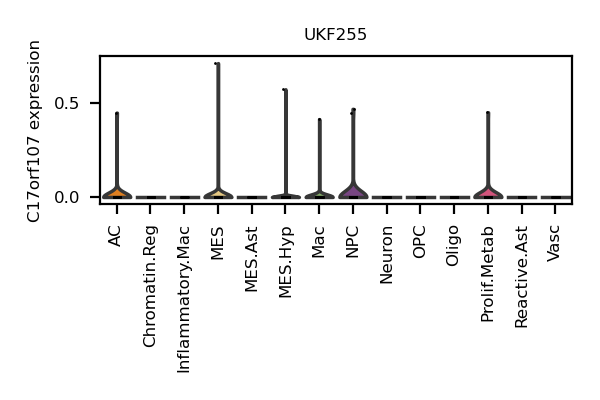 UKF255
C17orf107 expression
0.5
0.0
AC
Chromatin.Reg
Inflammatory.Mac
MES
MES.Ast
MES.Hyp
Mac
NPC
Neuron
OPC
Oligo
Prolif.Metab
Reactive.Ast
Vasc